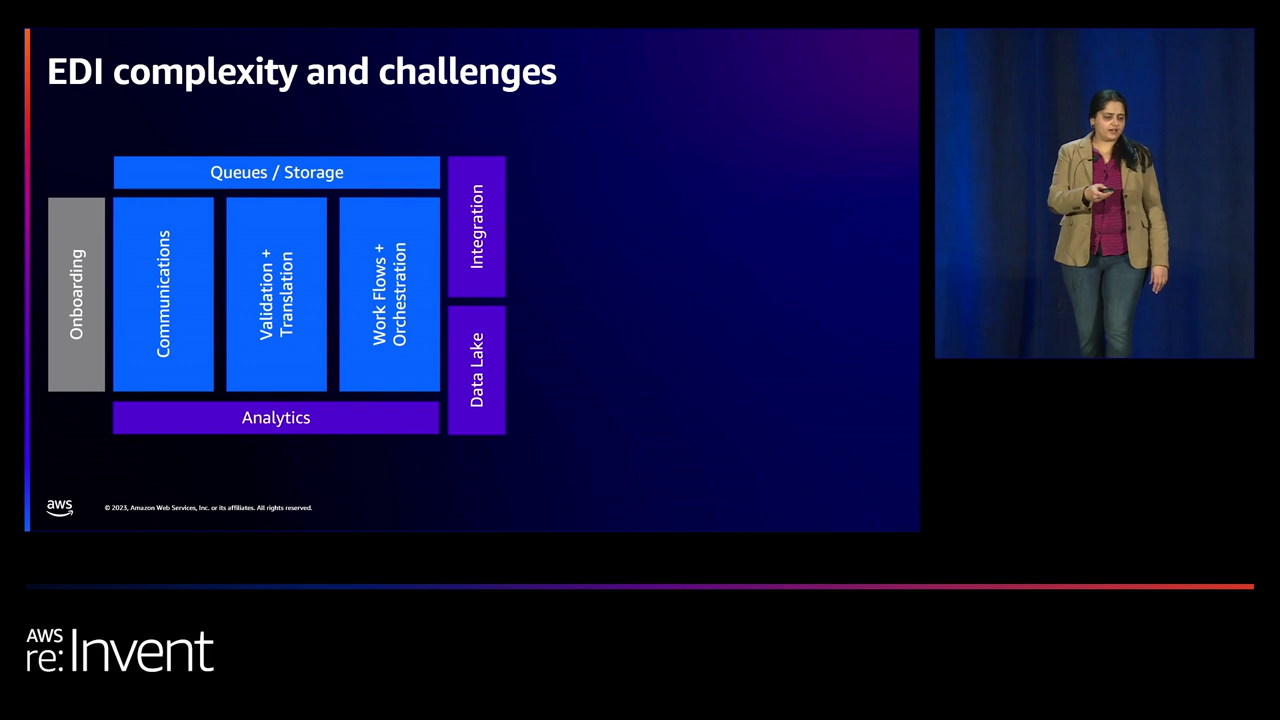 EDI complexity and challenges
Queues / Storage
Onboarding
Communications
Validation +
Translation
Work Flows +
Orchestration
Integration
Data Lake
Analytics
aws
© 2023, Amazon Web Services, Inc. or its affiliates. All rights reserved.
AWS
re:Invent